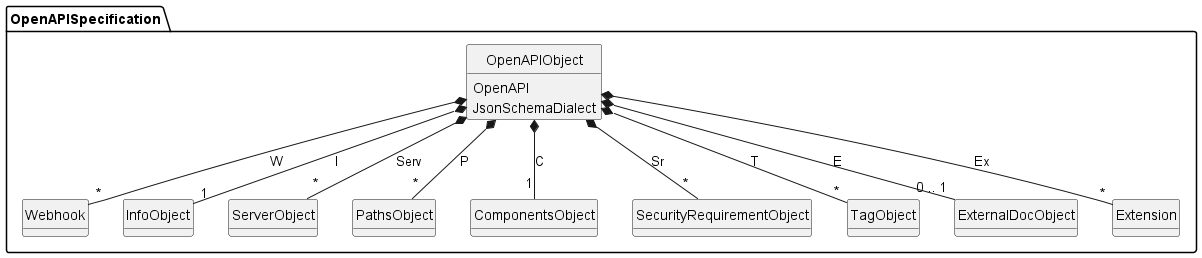 OpenAPISpecification
OpenAPIObject
OpenAPI
JsonSchemaDialect
W
I
Serv
P
C
Sr
T
E
Ex
*
1
*
*
1
*
*
0 .. 1
*
Webhook
InfoObject
ServerObject
PathsObject
ComponentsObject
SecurityRequirementObject
TagObject
ExternalDocObject
Extension